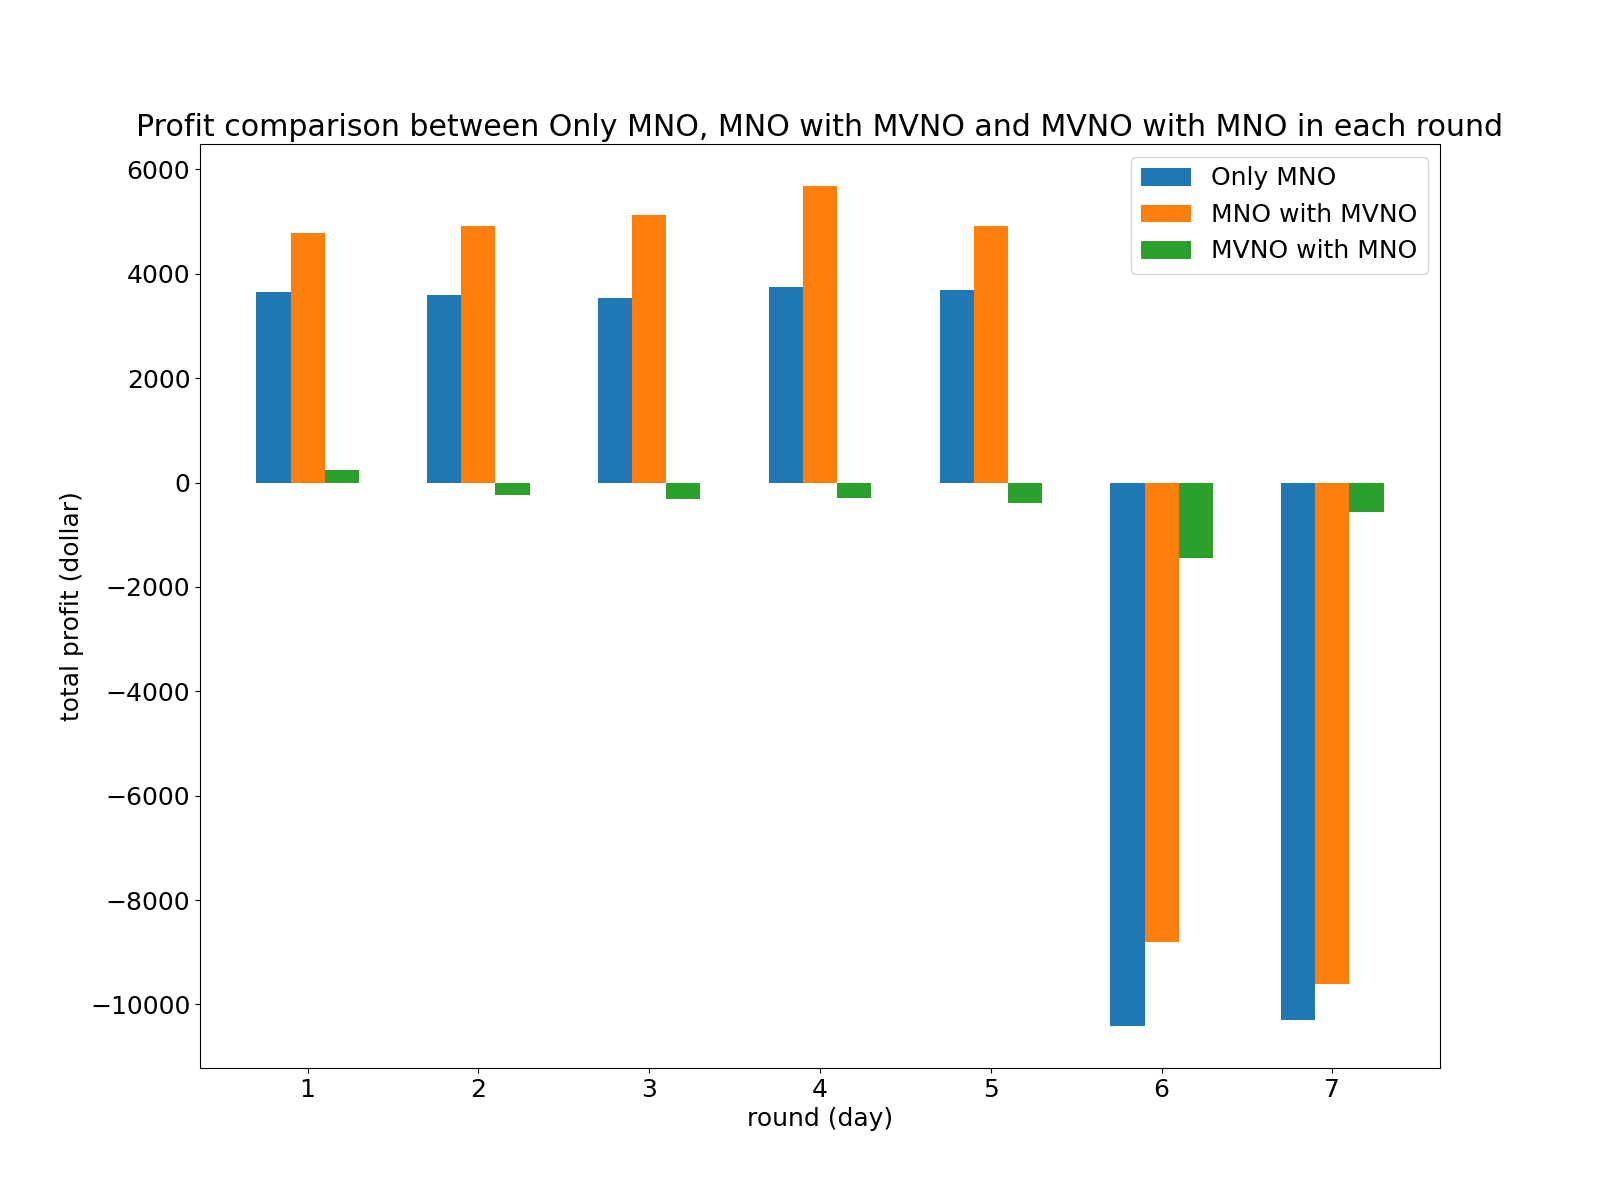 Profit comparison between Only MNO, MNO with MVNO and MVNO with MNO in each round
Only MNO
MNO with MVNO
MVNO with MNO
6000
4000
2000
0
−2000
−4000
−6000
−8000
−10000
total profit (dollar)
1 2 3 4 5 6 7
round (day)